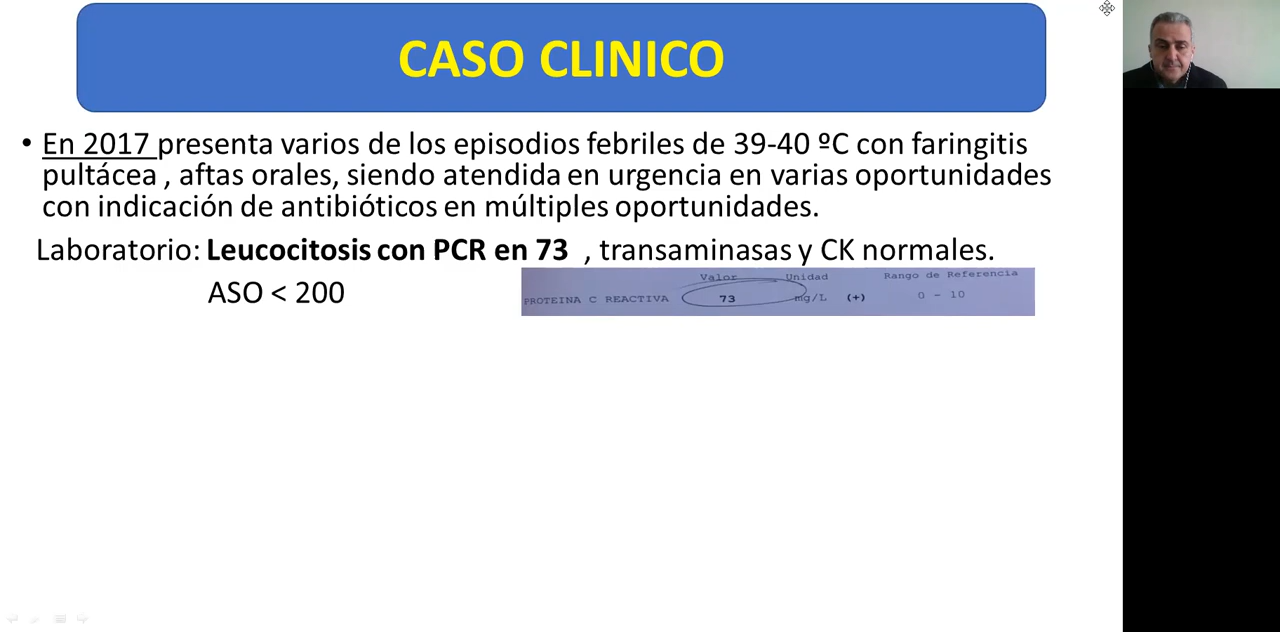 CASO CLINICO
• En 2017 presenta varios de los episodios febriles de 39-40 ºC con faringitis
pultácea , aftas orales, siendo atendida en urgencia en varias oportunidades
con indicación de antibióticos en múltiples oportunidades.
Laboratorio: Leucocitosis con PCR en 73 , transaminasas y CK normales.
ASO < 200
Valor Unidad Rango de Referencia
PROTEINA C REACTIVA 73 mg/L (+) 0 - 10